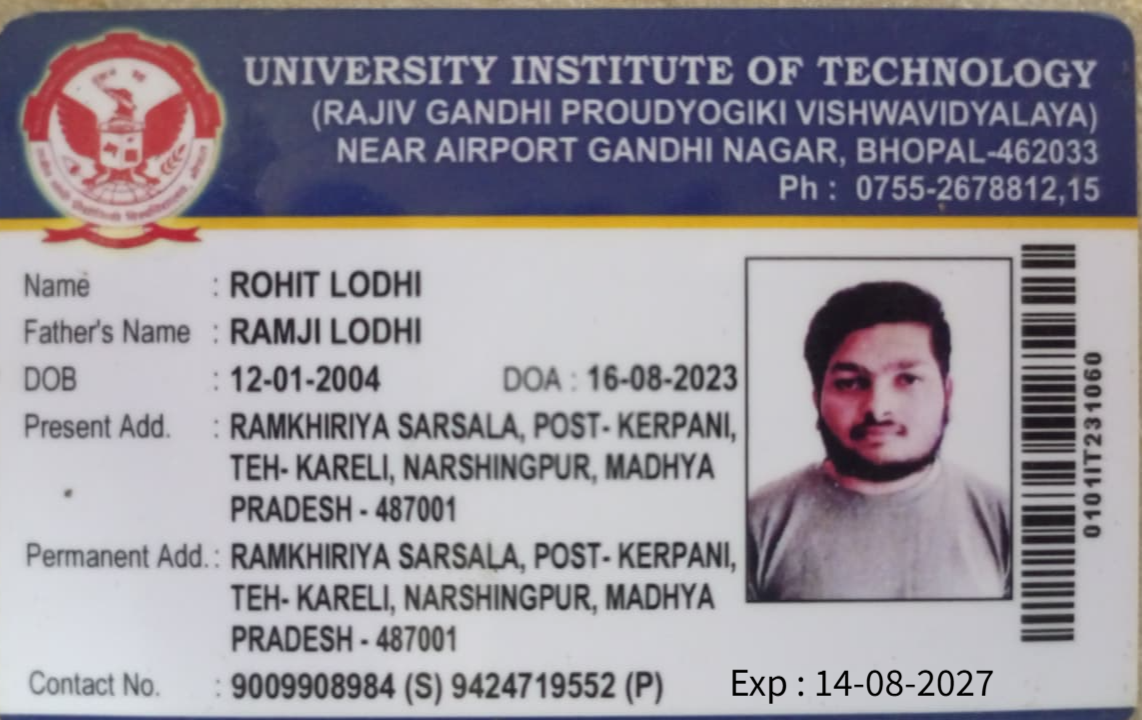 UNIVERSITY INSTITUTE OF TECHNOLOGY
(RAJIV GANDHI PROUDYOGIKI VISHWAVIDYALAYA)
NEAR AIRPORT GANDHI NAGAR, BHOPAL-462033
Ph : 0755-2678812,15
Name : ROHIT LODHI
Father's Name : RAMJI LODHI
DOB : 12-01-2004 DOA : 16-08-2023
Present Add. : RAMKHIRIYA SARSALA, POST- KERPANI,
TEH- KARELI, NARSHINGPUR, MADHYA
PRADESH - 487001
Permanent Add. : RAMKHIRIYA SARSALA, POST- KERPANI,
TEH- KARELI, NARSHINGPUR, MADHYA
PRADESH - 487001
Contact No. : 9009908984 (S) 9424719552 (P)
Exp : 14-08-2027
0101IT231060